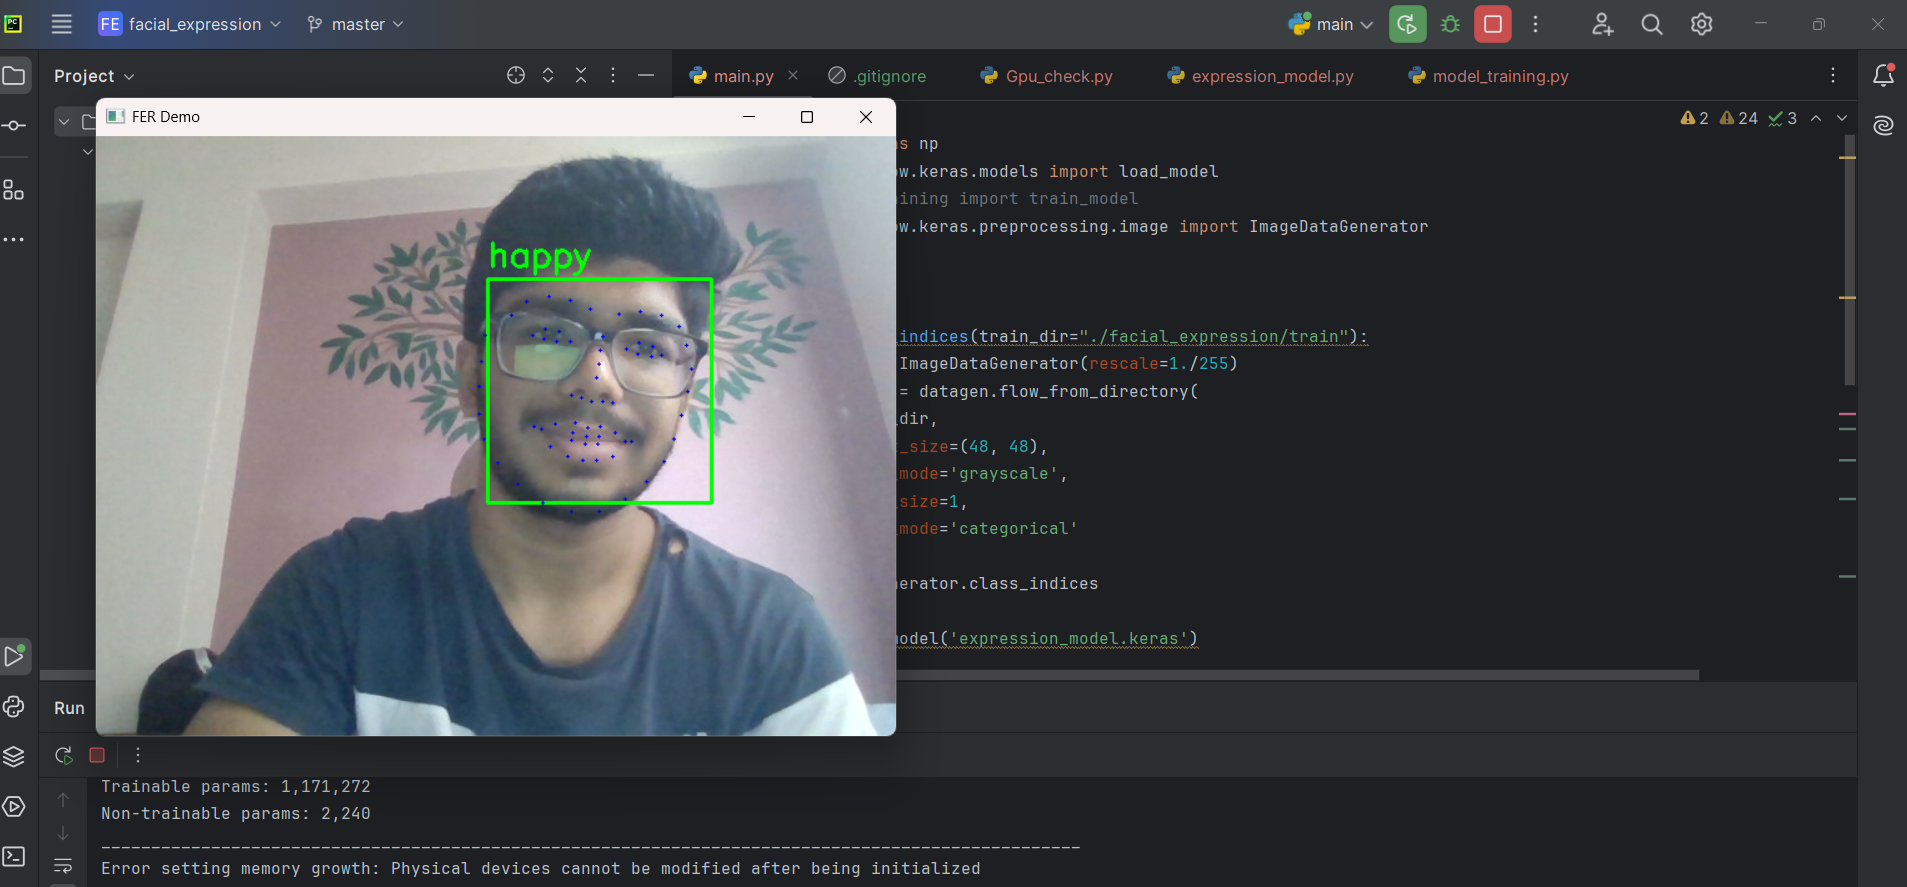 PC
FE facial_expression master main
Project main.py .gitignore Gpu_check.py expression_model.py model_training.py
FER Demo
2 24 3
s np
w.keras.models import load_model
ining import train_model
w.keras.preprocessing.image import ImageDataGenerator
happy
_indices(train_dir="./facial_expression/train"):
ImageDataGenerator(rescale=1./255)
= datagen.flow_from_directory(
dir,
_size=(48, 48),
mode='grayscale',
size=1,
mode='categorical'
erator.class_indices
model('expression_model.keras')
Run
Trainable params: 1,171,272
Non-trainable params: 2,240
_________________________________________________________________
Error setting memory growth: Physical devices cannot be modified after being initialized